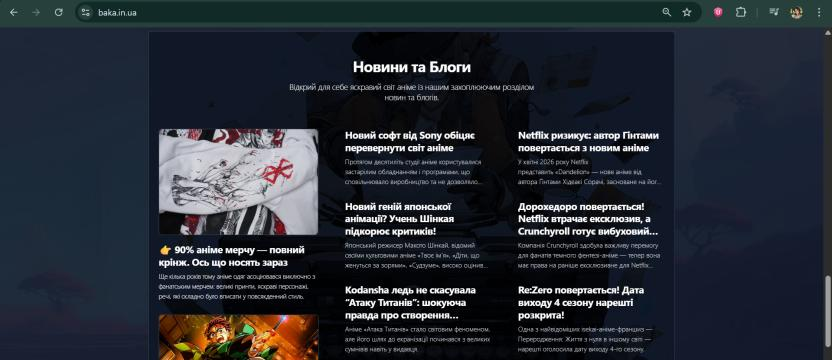 baka.in.ua
Новини та Блоги
Відкрий для себе яскравий світ аніме із нашим захоплюючим розділом
новин та блогів.
👉 90% аніме мерчу — повний
крінж. Ось що носять зараз
Ще кілька років тому аніме одяг асоціювався виключно з
фанатським мерчем: великі принти, яскраві персонажі,
речі, які складно було вписати у повсякденний стиль.
Новий софт від Sony обіцяє
перевернути світ аніме
Протягом десятиліть студії аніме користувалися
застарілим обладнанням і програмами, що
сповільнювало виробництво та не дозволяло...
Новий геній японської
анімації? Учень Шінкая
підкорює критиків!
Японський режисер Макото Шінкай, відомий
своїми культовими аніме «Твоє ім'я», «Діти, що
женуться за зорями», «Судзуме», високо оцінив...
Kodansha ледь не скасувала
“Атаку Титанів”: шокуюча
правда про створення...
Аніме «Атака Титанів» стало світовим феноменом,
але його шлях до екранізації починався з великих
сумнівів навіть у видавця.
Netflix ризикує: автор Гінтами
повертається з новим аніме
У квітні 2026 року Netflix
представить «Dandelion» — нове аніме від
автора Гінтами Хідеакі Сорачі, засноване на йог...
Дорохедоро повертається!
Netflix втрачає ексклюзив, а
Crunchyroll готує вибуховий...
Компанія Crunchyroll здобула важливу перемогу
для фанатів темного фентезі-аніме — тепер вона
має права на раніше ексклюзивне для Netflix...
Re:Zero повертається! Дата
виходу 4 сезону нарешті
розкрита!
Одна з найвідоміших ісекай-аніме-франшиз —
Re:Переродження: Життя з нуля в іншому світі —
нарешті оголосила дату виходу 4-го сезону.